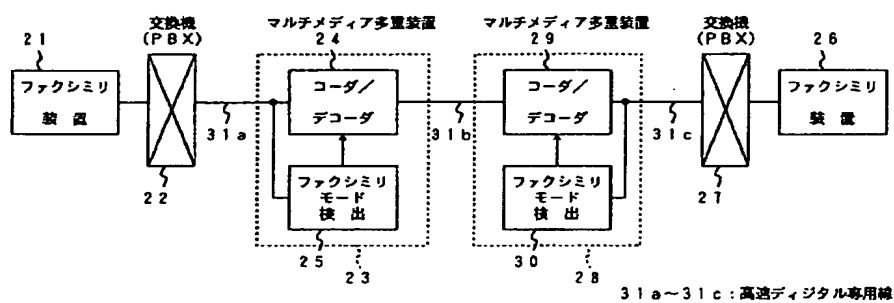 交換機
(PBX)
マルチメディア多重装置
マルチメディア多重装置
交換機
(PBX)
21
24
29
26
ファクシミリ
装置
コーダ/
デコーダ
コーダ/
デコーダ
ファクシミリ
装置
31a
31b
31c
22
27
ファクシミリ
モード
検出
ファクシミリ
モード
検出
25
23
30
28
31a～31c:高速ディジタル専用線